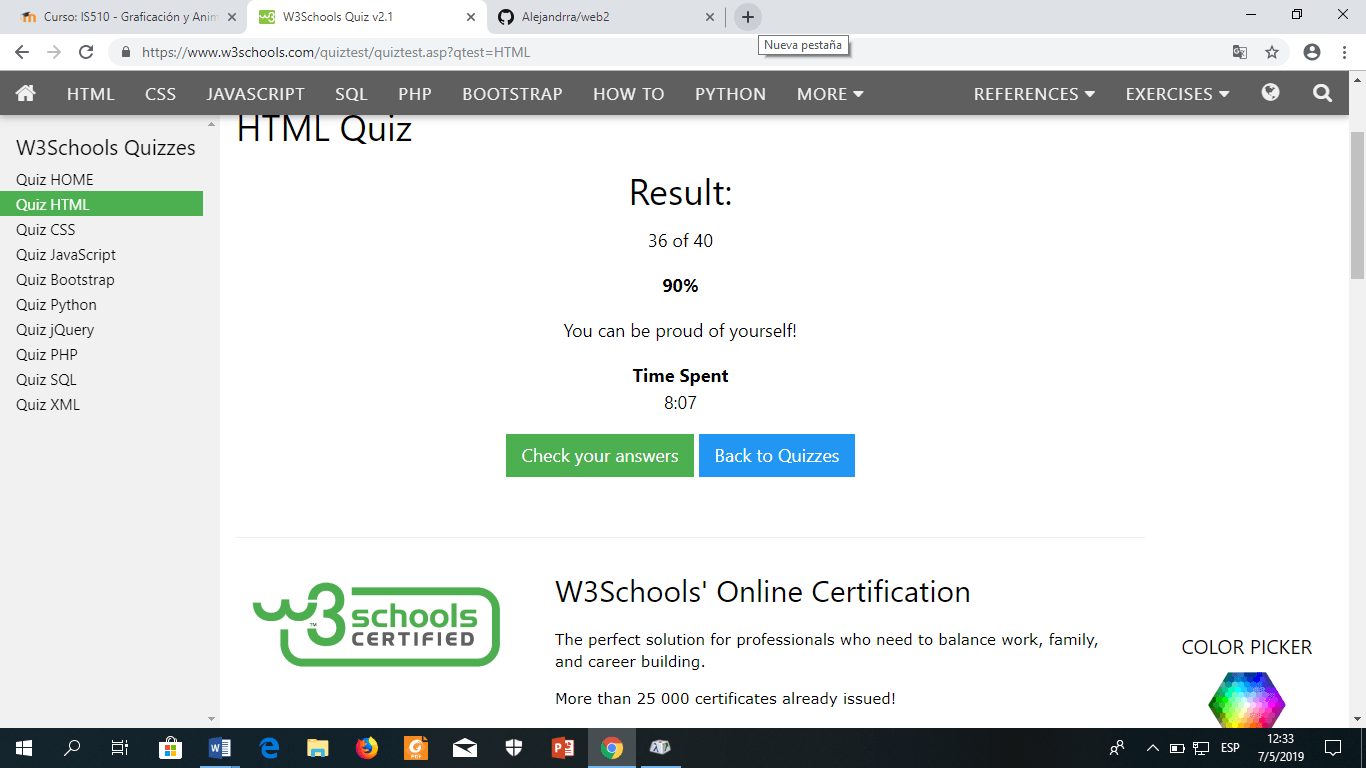 Curso: IS510 - Graficación y Anim
W3Schools Quiz v2.1
Alejandrra/web2
Nueva pestaña
https://www.w3schools.com/quiztest/quiztest.asp?qtest=HTML
HTML CSS JAVASCRIPT SQL PHP BOOTSTRAP HOW TO PYTHON MORE REFERENCES EXERCISES
W3Schools Quizzes
Quiz HOME
Quiz HTML
Quiz CSS
Quiz JavaScript
Quiz Bootstrap
Quiz Python
Quiz jQuery
Quiz PHP
Quiz SQL
Quiz XML
HTML Quiz
Result:
36 of 40
90%
You can be proud of yourself!
Time Spent
8:07
Check your answers Back to Quizzes
w3schools
CERTIFIED
TM
W3Schools' Online Certification
The perfect solution for professionals who need to balance work, family,
and career building.
More than 25 000 certificates already issued!
COLOR PICKER
ESP
12:33
7/5/2019